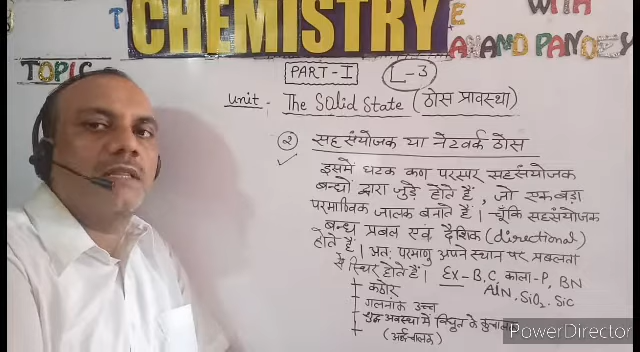 CHEMISTRY WITH
ANAND PANDEY
TOPIC
PART-I L-3
Unit - The Solid State (ठोस प्रावस्था)
② सहसंयोजक या नेटवर्क ठोस
इसमें घटक कण परस्पर सहसंयोजक
बन्धों द्वारा जुड़े होते हैं, जो एक बड़ा
परमाण्विक जालक बनाते हैं। चूँकि सहसंयोजक
बन्ध प्रबल एवं दैशिक (directional)
होते हैं। अतः परमाणु अपने स्थान पर प्रबलता
से स्थिर होते हैं। Ex - B, C, काला-P, BN
AlN, SiO₂, SiC
कठोर
गलनांक उच्च
शुद्ध अवस्था में विद्युत के कुचालक
(अर्द्धचालक)
PowerDirector